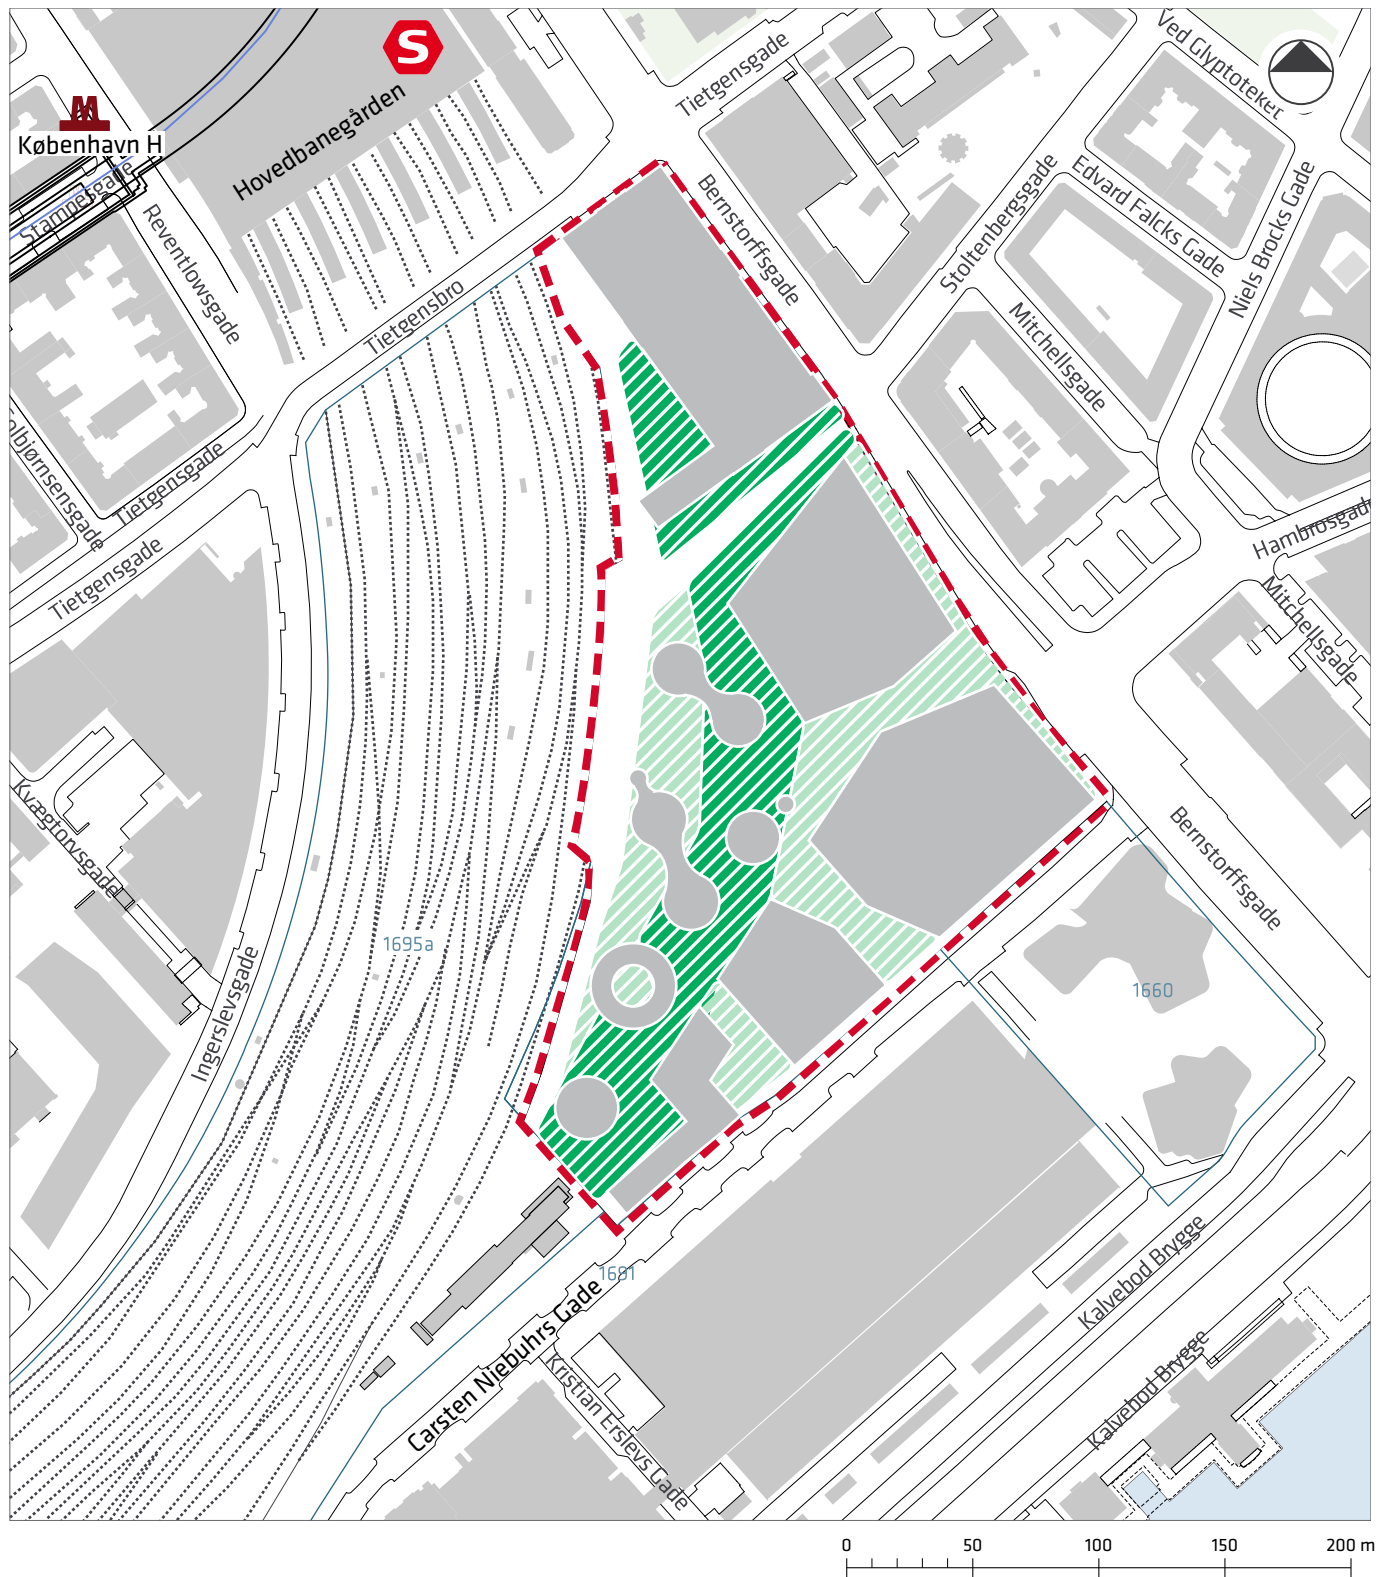 S
Tietgensgade
Ved Glyptoteket
M
København H
Hovedbanegården
Stampesgade
Reventlowsgade
Bernstorffsgade
Stoltenbergsgade
Edvard Falcks Gade
Niels Brocks Gade
Tietgensbro
Mitchellsgade
olbjørnsensgade
Tietgensgade
Tietgensgade
Hambrosgade
Mitchellsgade
Kvægtorvsgade
Bernstorffsgade
1695a
1660
Ingerslevsgade
Kalvebod Brygge
1691
Carsten Niebuhrs Gade
Kristian Erslevs Gade
Kalvebod Brygge
0 50 100 150 200 m